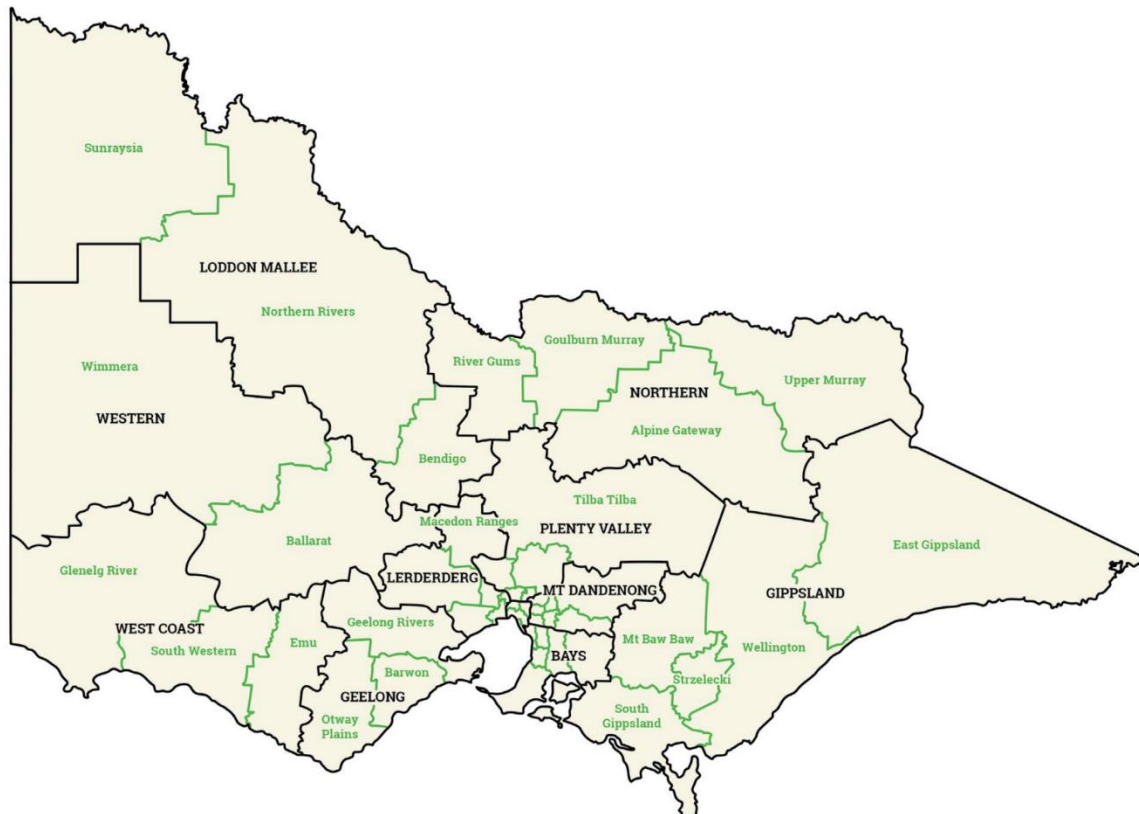 Sunraysia
LODDON MALLEE
Northern Rivers
Goulburn Murray
River Gums
Wimmera
Upper Murray
NORTHERN
WESTERN
Alpine Gateway
Bendigo
Tilba Tilba
Macedon Ranges
PLENTY VALLEY
Ballarat
East Gippsland
Glenelg River
LERDERDERG
MT DANDENONG
GIPPSLAND
Geelong Rivers
WEST COAST
Emu
Mt Baw Baw
South Western
Wellington
BAYS
Barwon
Strzelecki
GEELONG
South
Gippsland
Otway
Plains